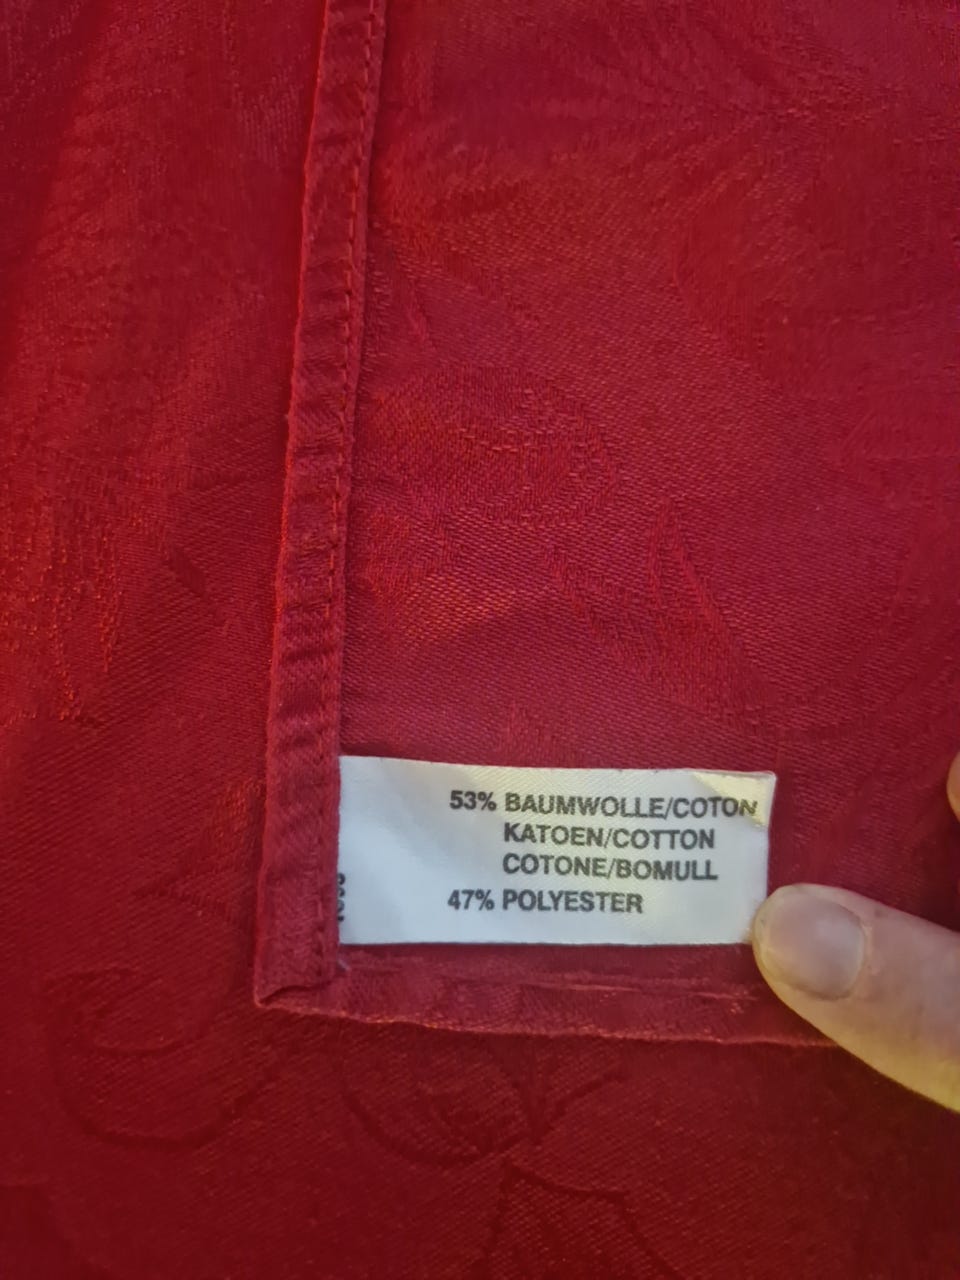 53% BAUMWOLLE/COTON
KATOEN/COTTON
COTONE/BOMULL
47% POLYESTER